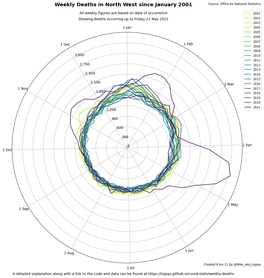 Weekly Deaths in North West since January 2001
Source: Office for National Statistics
All weekly figures are based on date of occurrence
Showing deaths occurring up to Friday 21 May 2021
1 Jan
1 Feb
1 Mar
1 Apr
1 May
1 Jun
1 Jul
1 Aug
1 Sep
1 Oct
1 Nov
1 Dec
3,000
2,700
2,400
2,100
1,800
1,200
900
600
300
0
2001
2002
2003
2004
2005
2006
2007
2008
2009
2010
2011
2012
2013
2014
2015
2016
2017
2018
2019
2020
2021
A detailed explanation along with a link to the code and data can be found at https://logiqx.github.io/covid-stats/weekly-deaths